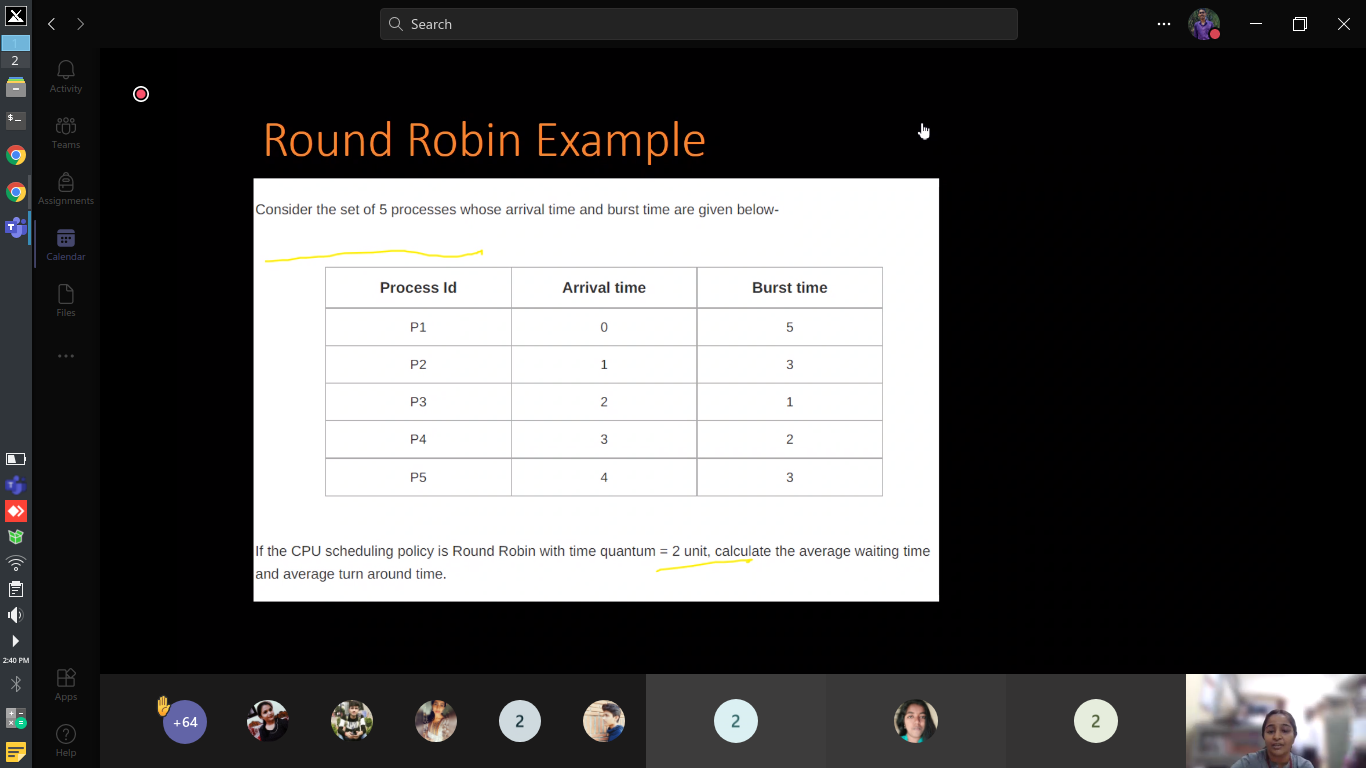 Search
2
Activity
Teams
Assignments
Calendar
Files
Round Robin Example
Consider the set of 5 processes whose arrival time and burst time are given below-
Process Id Arrival time Burst time
P1 0 5
P2 1 3
P3 2 1
P4 3 2
P5 4 3
If the CPU scheduling policy is Round Robin with time quantum = 2 unit, calculate the average waiting time
and average turn around time.
2:40 PM
Apps
Help
+64 2 2 2